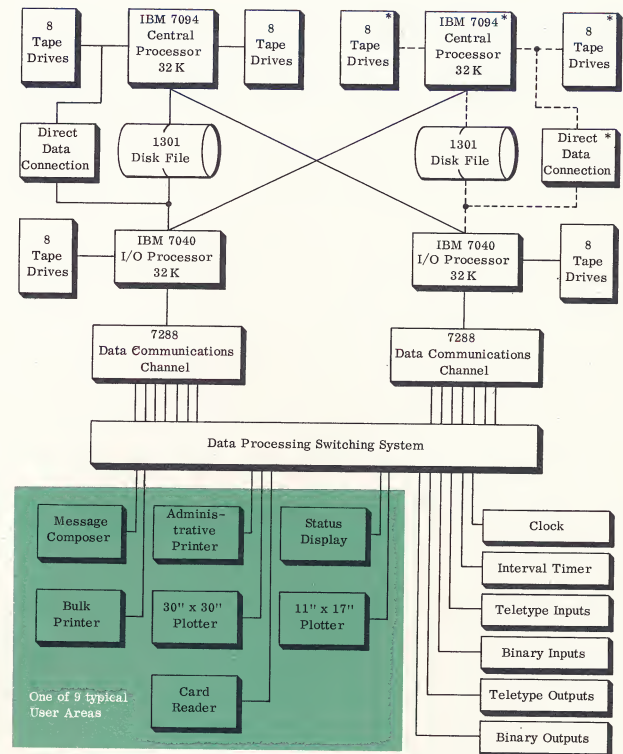 8
Tape
Drives
IBM 7094
Central
Processor
32 K
8
Tape
Drives
8 *
Tape
Drives
IBM 7094 *
Central
Processor
32 K
8 *
Tape
Drives
Direct
Data
Connection
1301
Disk File
1301
Disk File
Direct *
Data
Connection
8
Tape
Drives
IBM 7040
I/O Processor
32 K
IBM 7040
I/O Processor
32 K
8
Tape
Drives
7288
Data Communications
Channel
7288
Data Communications
Channel
Data Processing Switching System
Message
Composer
Adminis-
trative
Printer
Status
Display
Clock
Interval Timer
Bulk
Printer
30" x 30"
Plotter
11" x 17"
Plotter
Teletype Inputs
Binary Inputs
One of 9 typical
User Areas
Card
Reader
Teletype Outputs
Binary Outputs